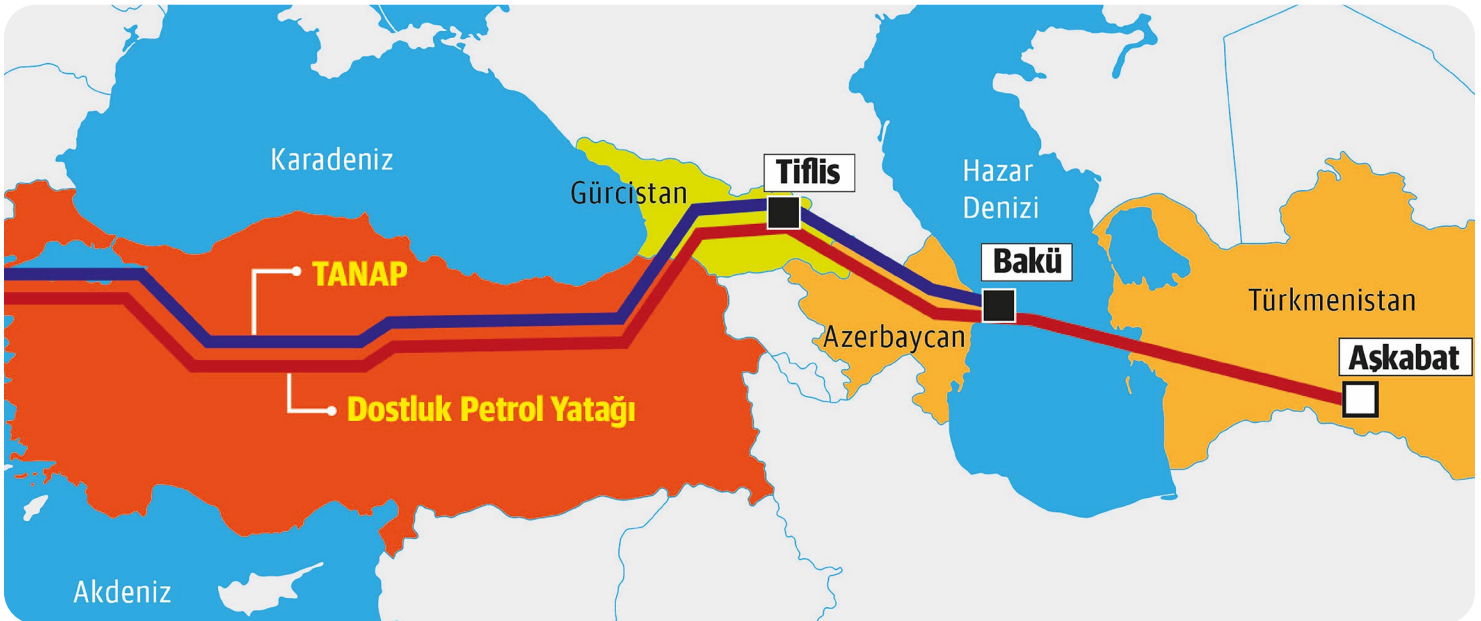 Karadeniz
Gürcistan
Tiflis
Hazar
Denizi
Bakü
TANAP
Türkmenistan
Azerbaycan
Aşkabat
Dostluk Petrol Yatağı
Akdeniz